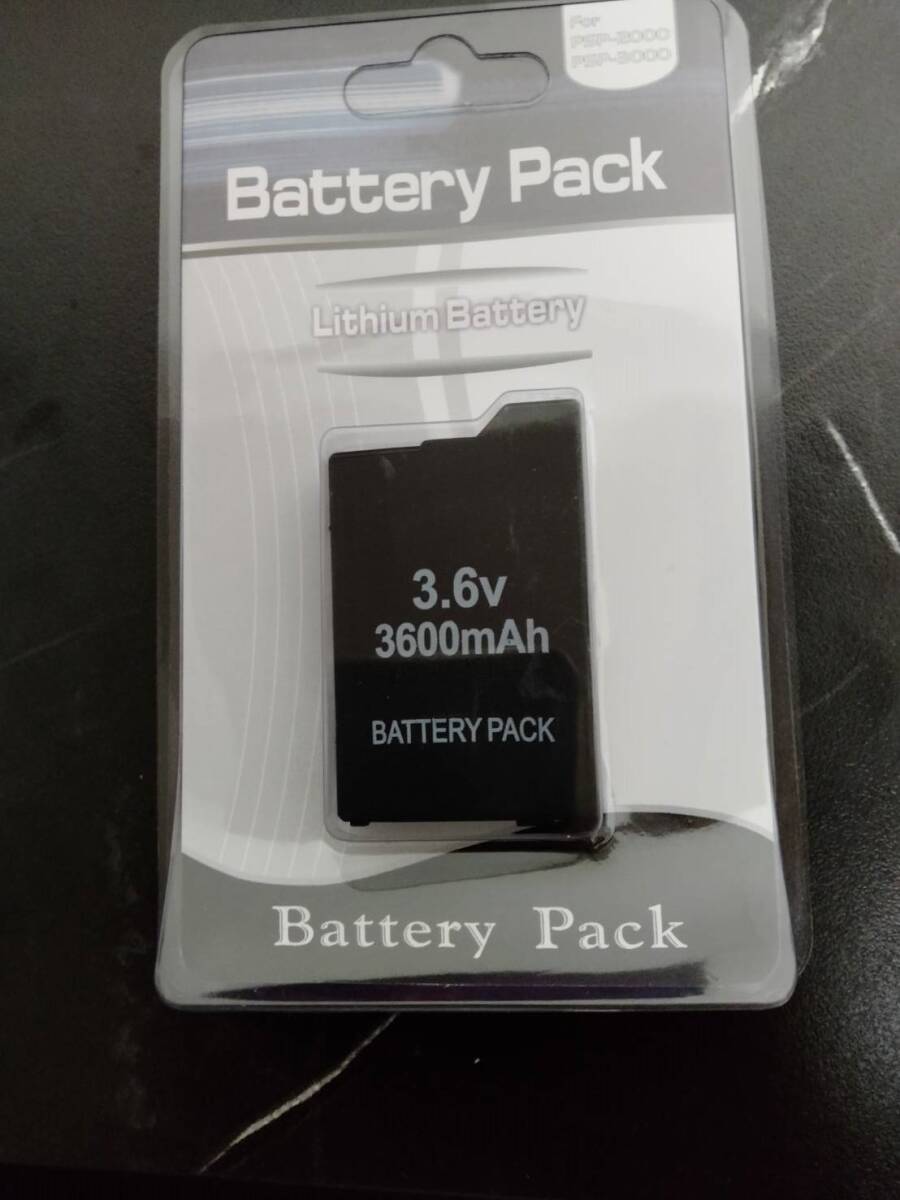 For
PSP-2000
PSP-3000
Battery Pack
Lithium Battery
3.6v
3600mAh
BATTERY PACK
Battery Pack